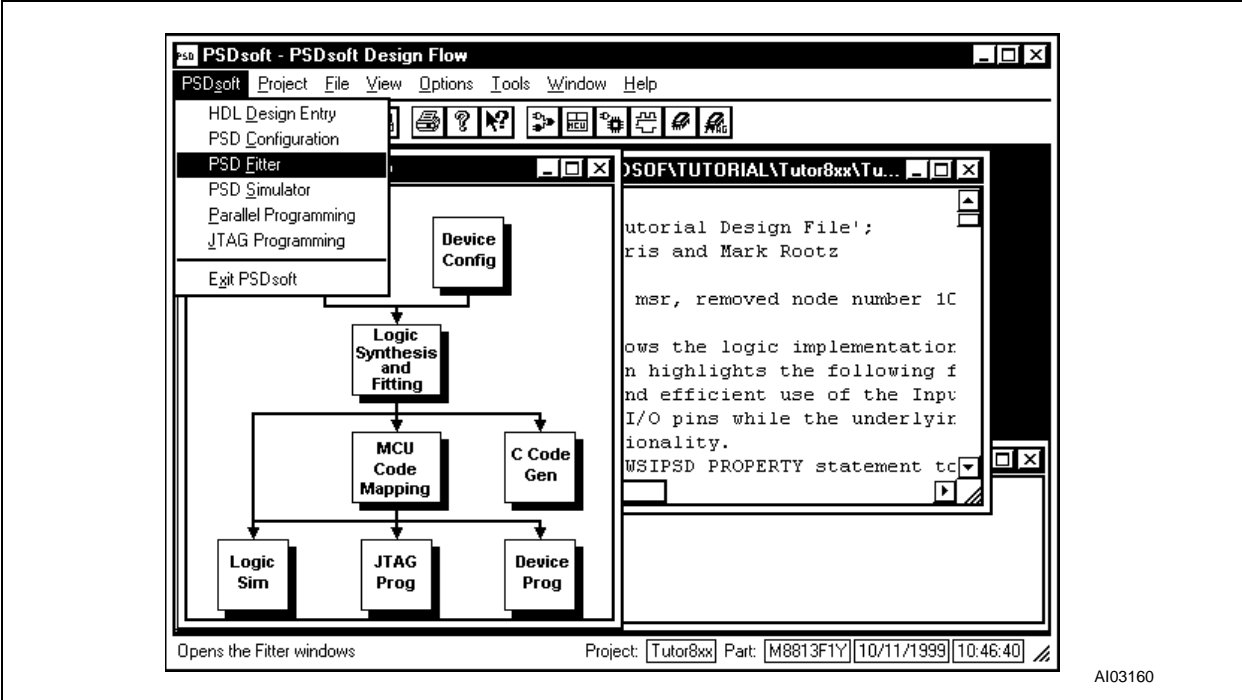 PSD PSDsoft - PSDsoft Design Flow
PSDsoft Project File View Options Tools Window Help
HDL Design Entry
PSD Configuration
PSD Fitter
PSD Simulator
Parallel Programming
JTAG Programming
Exit PSDsoft
MCU
Device
Config
Logic
Synthesis
and
Fitting
MCU
Code
Mapping
C Code
Gen
Logic
Sim
JTAG
Prog
Device
Prog
SOF\TUTORIAL\Tutor8xx\Tu...
utorial Design File';
ris and Mark Rootz
msr, removed node number 10
ows the logic implementation
n highlights the following f
nd efficient use of the Inpu
I/O pins while the underlyin
ionality.
WSIPSD PROPERTY statement to
Opens the Fitter windows
Project: Tutor8xx Part: M8813F1Y 10/11/1999 10:46:40
AI03160